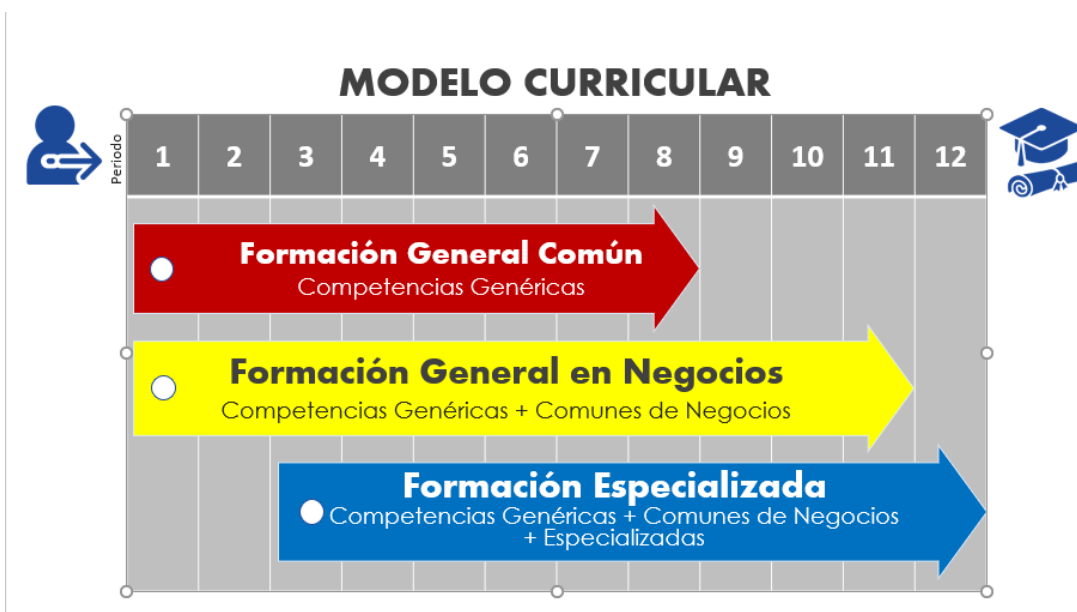 MODELO CURRICULAR
Periodo
1 2 3 4 5 6 7 8 9 10 11 12
Formación General Común
Competencias Genéricas
Formación General en Negocios
Competencias Genéricas + Comunes de Negocios
Formación Especializada
Competencias Genéricas + Comunes de Negocios
+ Especializadas